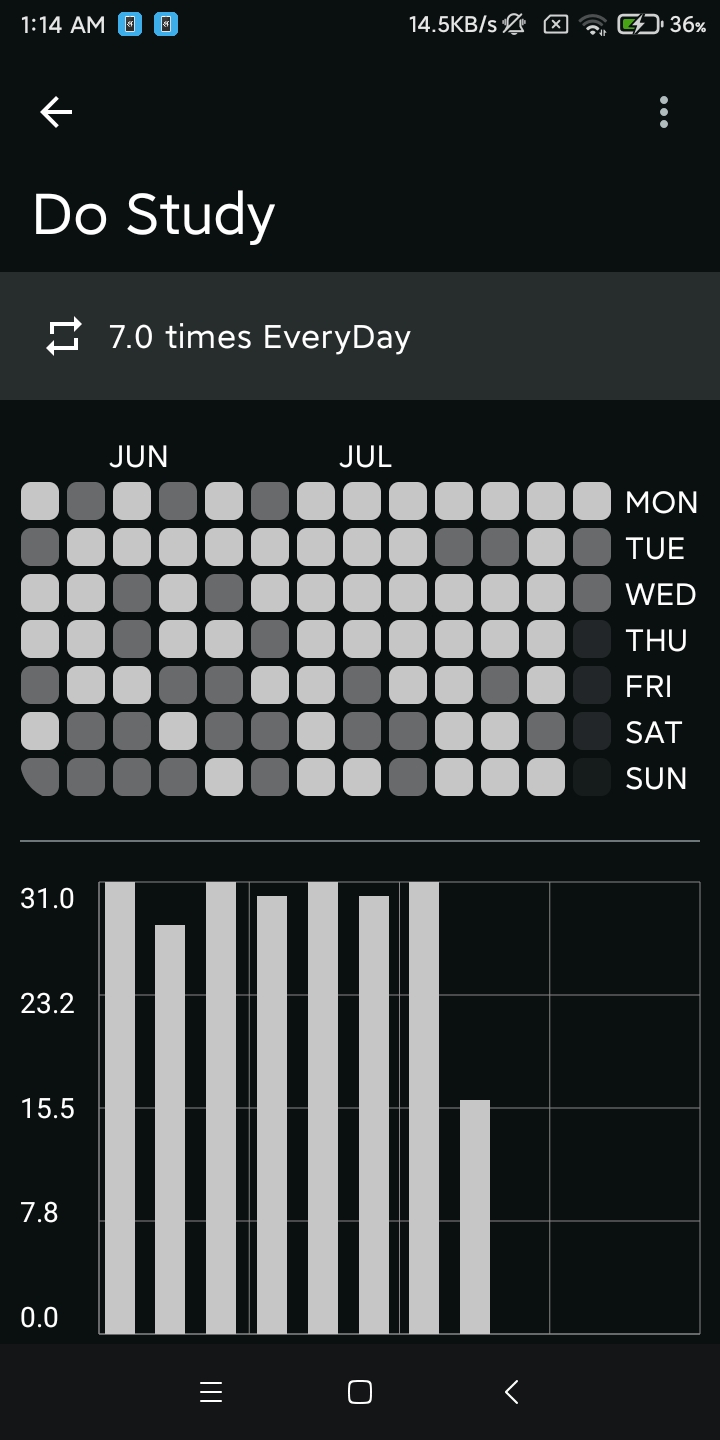 1:14 AM 14.5KB/s 36%
Do Study
7.0 times EveryDay
JUN JUL
MON
TUE
WED
THU
FRI
SAT
SUN
31.0
23.2
15.5
7.8
0.0